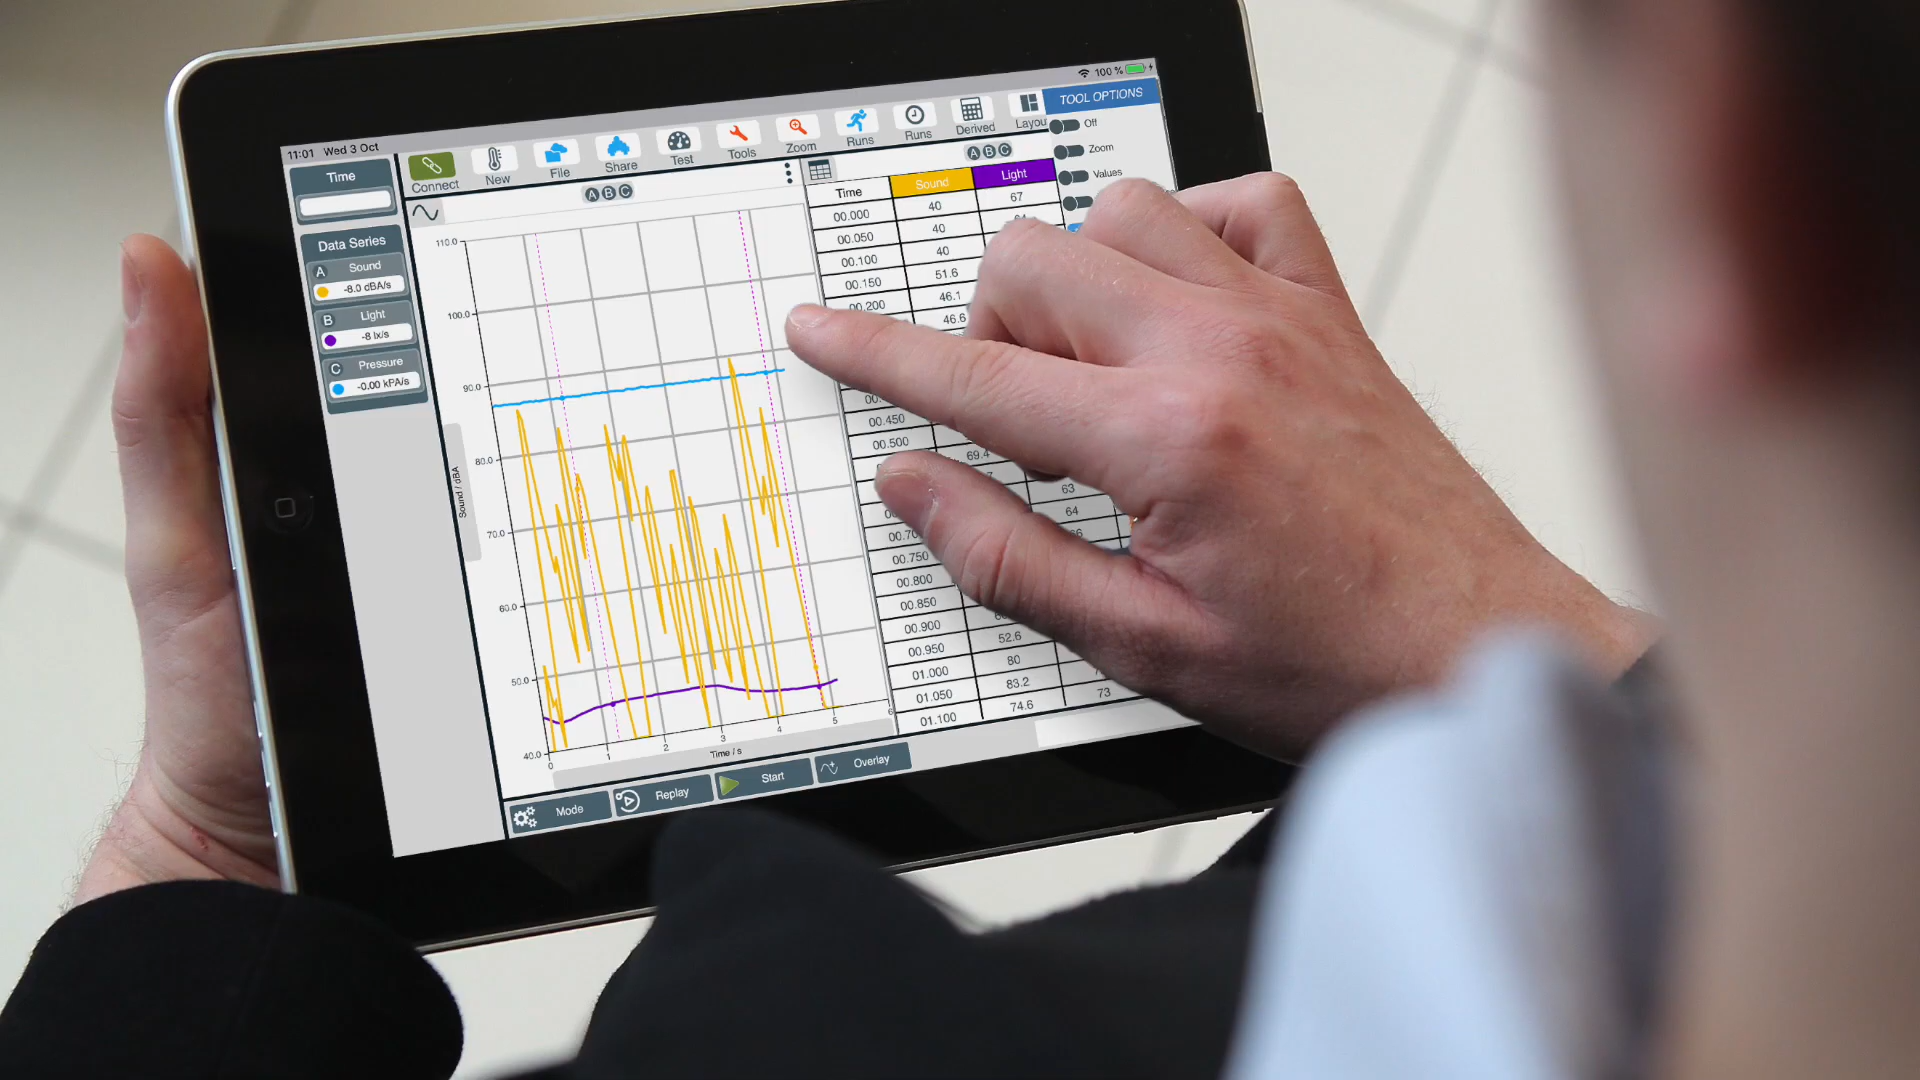 11:01 Wed 3 Oct
100 %
Connect
New
File
Share
Test
Tools
Zoom
Runs
Runs
Derived
TOOL OPTIONS
Off
Zoom
Values
Time
Data Series
A Sound
-8.0 dBA/s
B Light
-8 lx/s
C Pressure
-0.00 kPA/s
A B C
110.0
100.0
90.0
80.0
70.0
60.0
50.0
40.0
Sound / dBA
0 1 2 3 4 5 6
Time / s
A B C
Time Sound Light
00.000 40 67
00.050 40
00.100 40
00.150 51.6
00.200 46.1
46.6
00.450
00.500
69.4
63
64
00.750
00.800
00.850
00.900
00.950 52.6
01.000 80
01.050 83.2 73
01.100 74.6
Mode
Replay
Start
Overlay